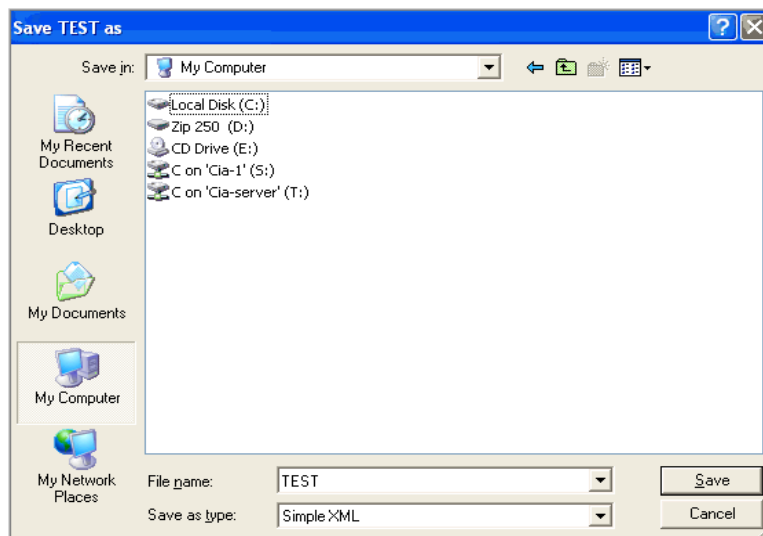 Save TEST as
Save in:
My Computer
My Recent
Documents
Desktop
My Documents
My Computer
My Network
Places
Local Disk (C:)
Zip 250 (D:)
CD Drive (E:)
C on 'Cia-1' (S:)
C on 'Cia-server' (T:)
File name:
TEST
Save
Save as type:
Simple XML
Cancel